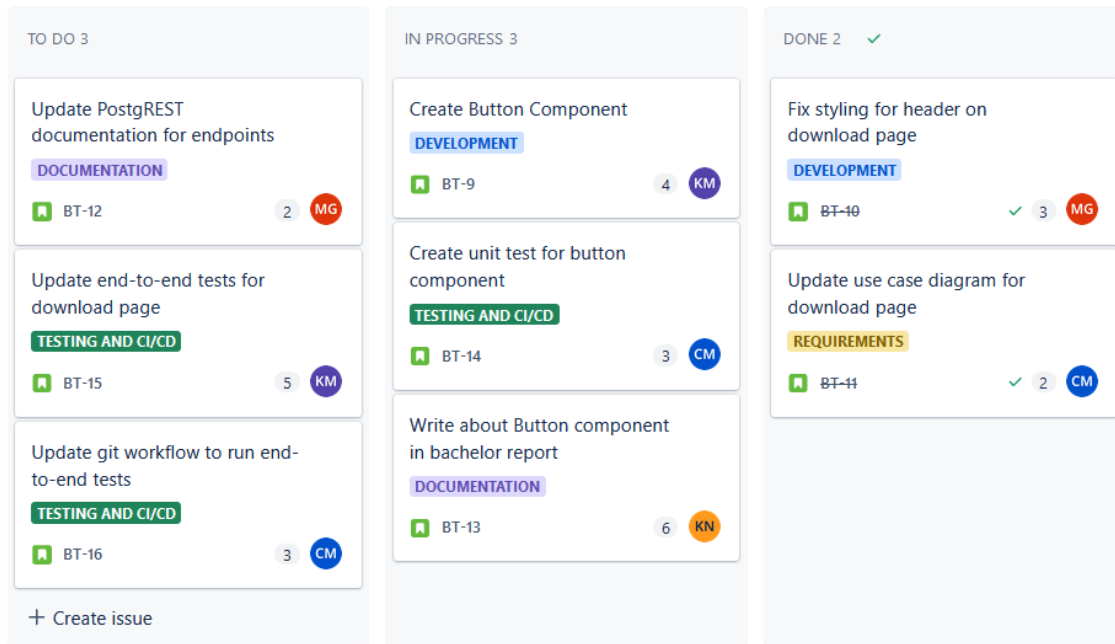 TO DO 3
Update PostgREST
documentation for endpoints
DOCUMENTATION
BT-12 2 MG
Update end-to-end tests for
download page
TESTING AND CI/CD
BT-15 5 KM
Update git workflow to run end-
to-end tests
TESTING AND CI/CD
BT-16 3 CM
+ Create issue
IN PROGRESS 3
Create Button Component
DEVELOPMENT
BT-9 4 KM
Create unit test for button
component
TESTING AND CI/CD
BT-14 3 CM
Write about Button component
in bachelor report
DOCUMENTATION
BT-13 6 KN
DONE 2
Fix styling for header on
download page
DEVELOPMENT
BT-10 3 MG
Update use case diagram for
download page
REQUIREMENTS
BT-11 2 CM